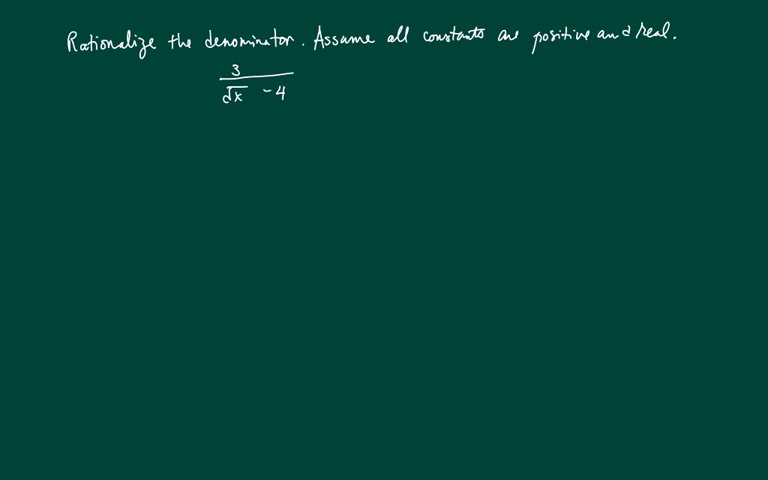 Rationalize the denominator. Assume all constants are positive and real.
3
√x - 4